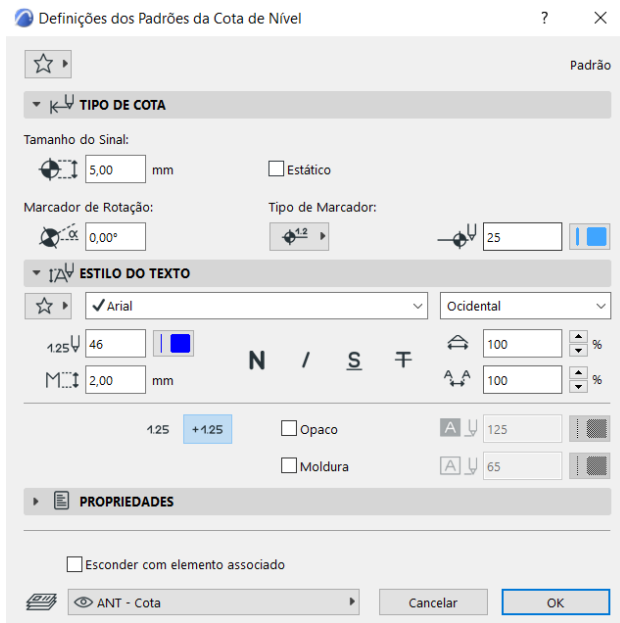 Definições dos Padrões da Cota de Nível ?
Padrão
TIPO DE COTA
Tamanho do Sinal:
5,00 mm Estático
Marcador de Rotação: Tipo de Marcador:
α 0,00° 1.2 25
ESTILO DO TEXTO
Arial Ocidental
1.25 46 N / S T 100 %
M 2,00 mm A A 100 %
1.25 +1.25 Opaco A 125
Moldura A 65
PROPRIEDADES
Esconder com elemento associado
ANT - Cota Cancelar OK